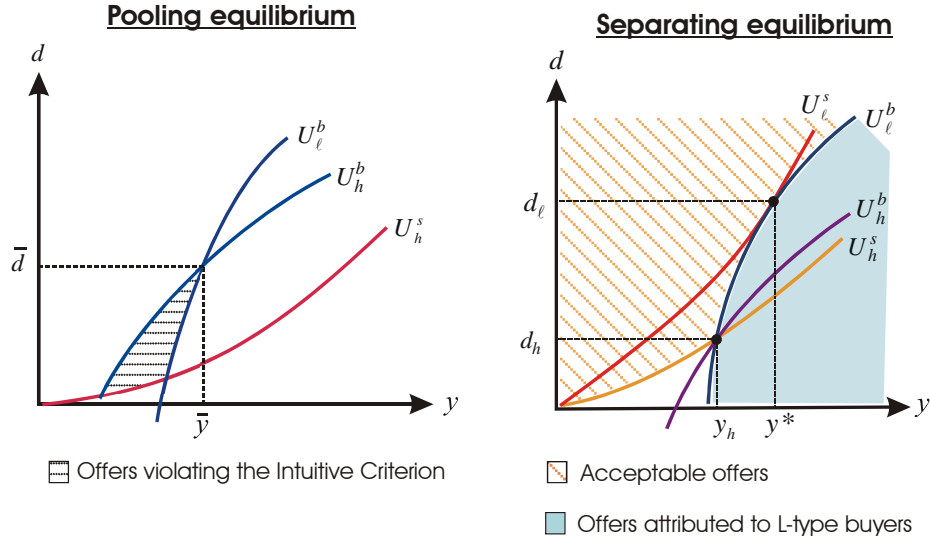 Pooling equilibrium
d
U_ℓ^b
U_h^b
U_h^s
d̅
y̅
y
Offers violating the Intuitive Criterion
Separating equilibrium
d
U_ℓ^s
U_ℓ^b
d_ℓ
U_h^b
U_h^s
d_h
y_h
y*
y
Acceptable offers
Offers attributed to L-type buyers